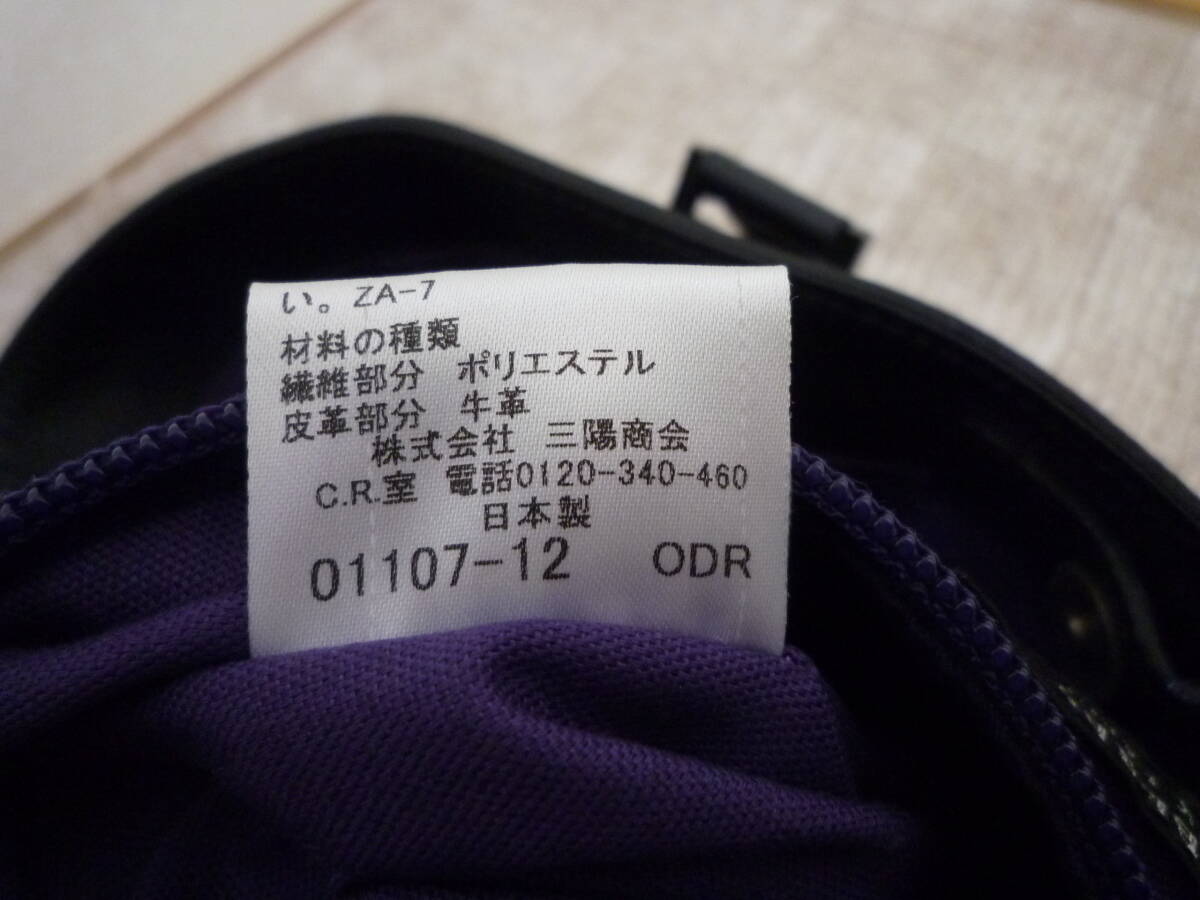 い。ZA-7
材料の種類
繊維部分 ポリエステル
皮革部分 牛革
株式会社 三陽商会
C.R.室 電話0120-340-460
日本製
01107-12 ODR